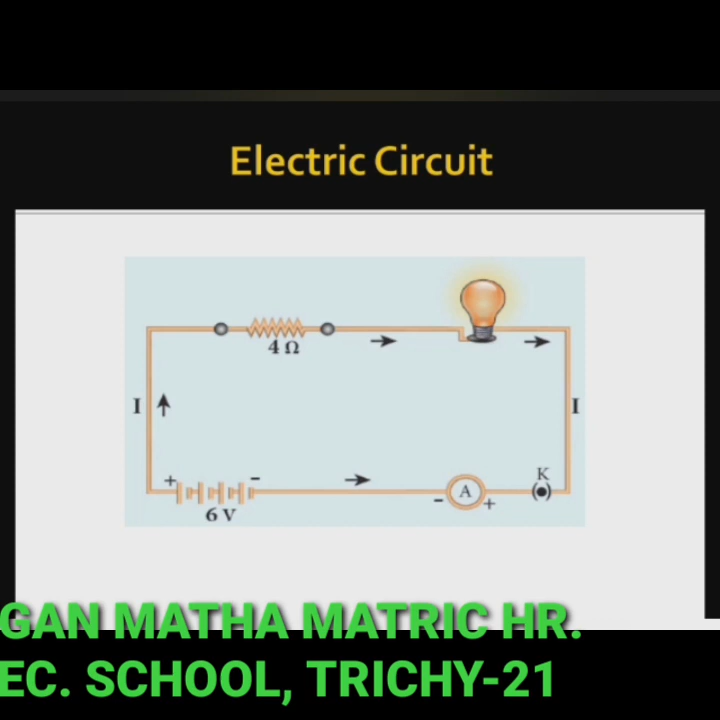 Electric Circuit
4 Ω
I
I
+
-
K
6 V
A
-
+
GAN MATHA MATRIC HR.
EC. SCHOOL, TRICHY-21